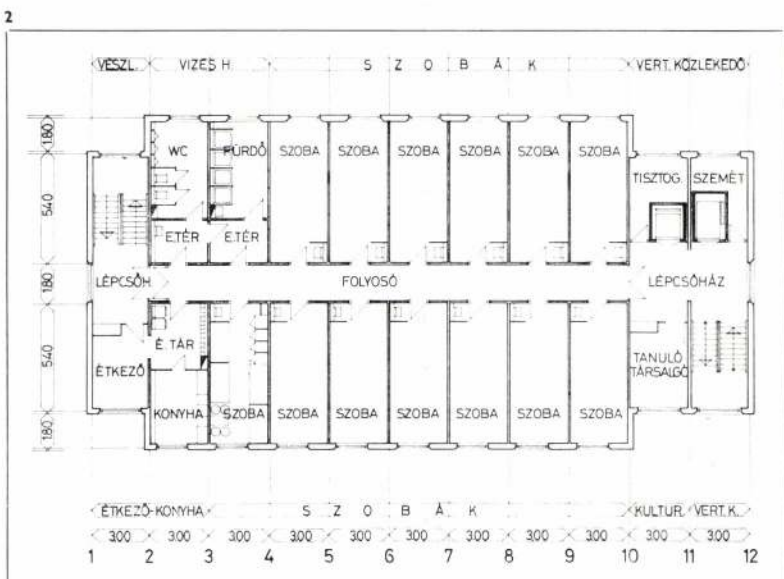 2
VÉSZL. VIZES H. S Z O B Á K VERT. KÖZLEKEDŐ
180
540
180
540
180
WC FÜRDŐ SZOBA SZOBA SZOBA SZOBA SZOBA SZOBA
TISZTOG. SZEMÉT
E.TÉR E.TÉR
LÉPCSŐH FOLYOSÓ LÉPCSŐHÁZ
É. TÁR
ÉTKEZŐ
TANULÓ
TÁRSALGÓ
KONYHA SZOBA SZOBA SZOBA SZOBA SZOBA SZOBA SZOBA
ÉTKEZŐ-KONYHA S Z O B Á K KULTUR. VERT. K.
300 300 300 300 300 300 300 300 300 300 300
1 2 3 4 5 6 7 8 9 10 11 12